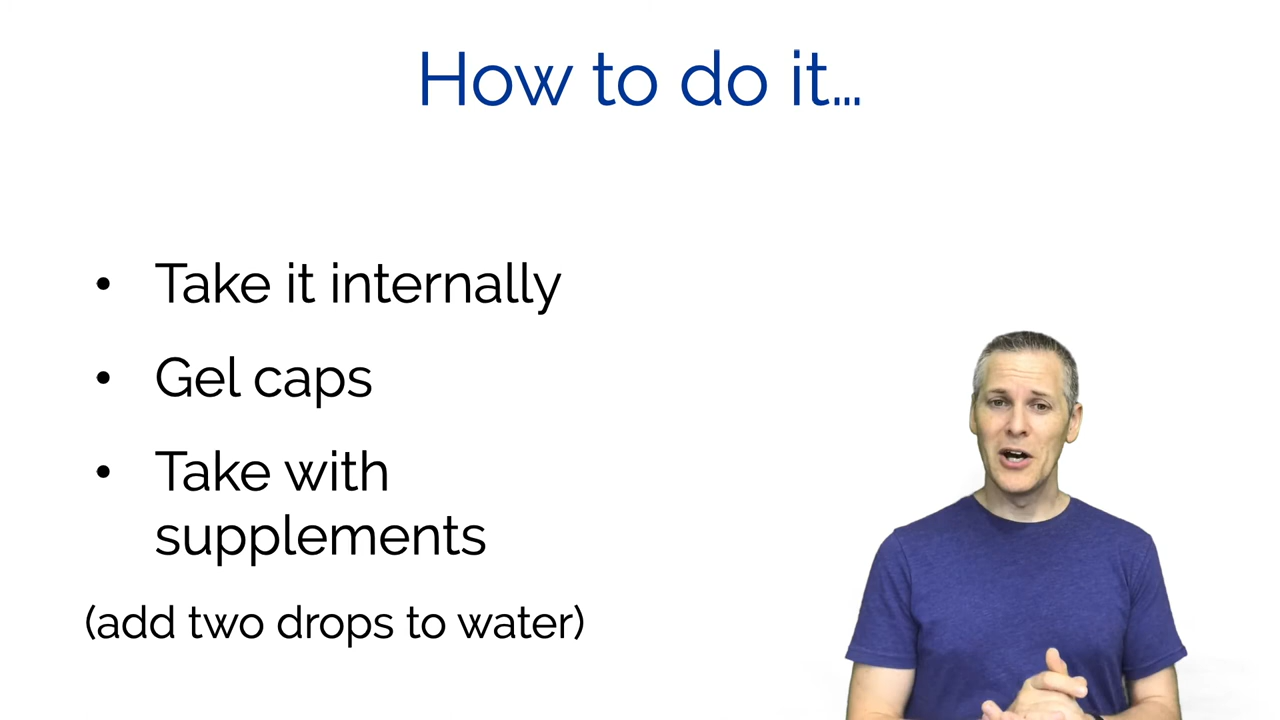 How to do it...
• Take it internally
• Gel caps
• Take with
supplements
(add two drops to water)